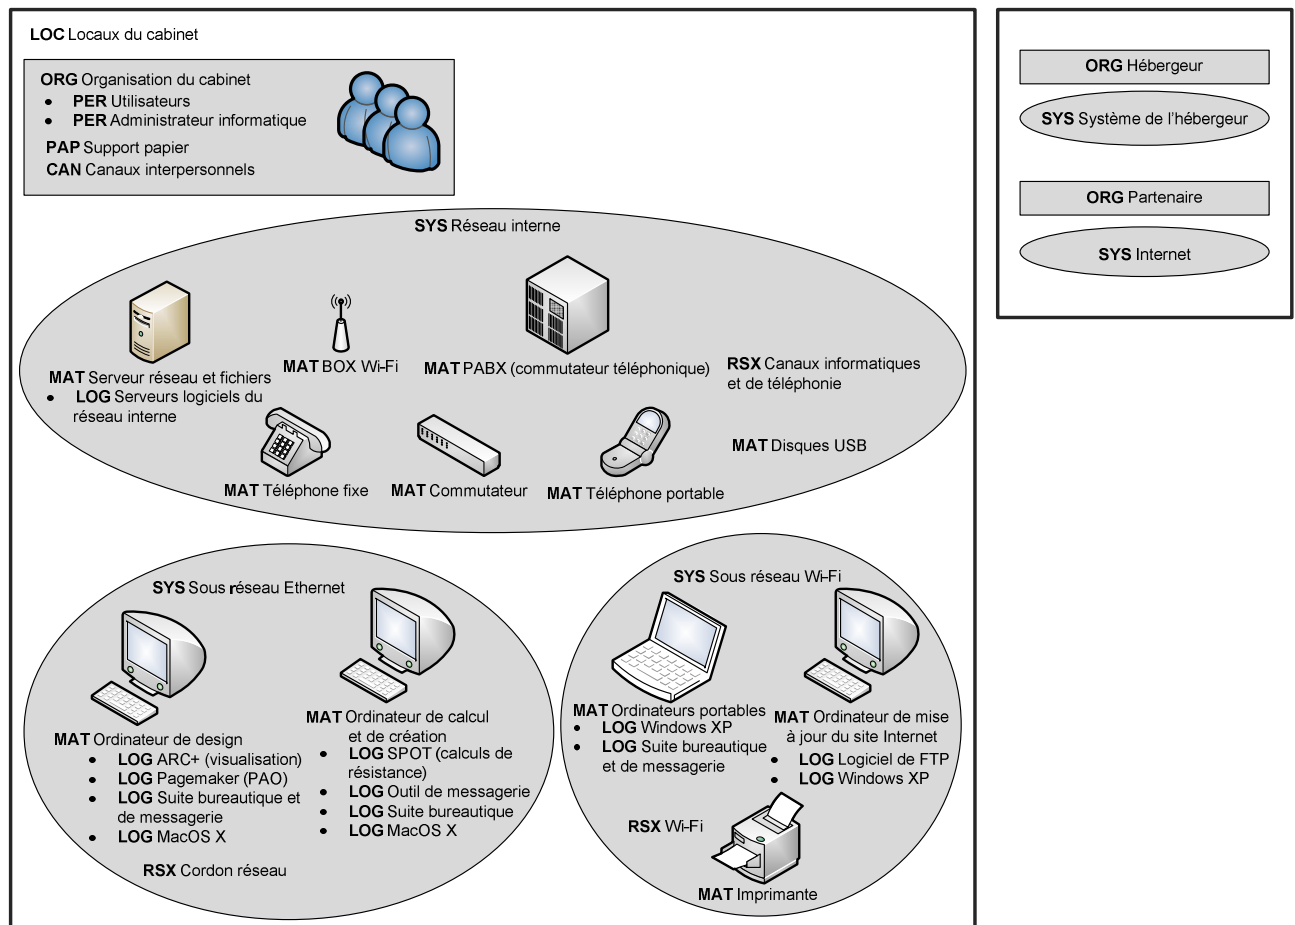 LOC Locaux du cabinet
ORG Organisation du cabinet
• PER Utilisateurs
• PER Administrateur informatique
PAP Support papier
CAN Canaux interpersonnels
SYS Réseau interne
MAT Serveur réseau et fichiers
• LOG Serveurs logiciels du
réseau interne
MAT BOX Wi-Fi
MAT PABX (commutateur téléphonique)
RSX Canaux informatiques
et de téléphonie
MAT Téléphone fixe
MAT Commutateur
MAT Téléphone portable
MAT Disques USB
SYS Sous réseau Ethernet
MAT Ordinateur de design
• LOG ARC+ (visualisation)
• LOG Pagemaker (PAO)
• LOG Suite bureautique et
de messagerie
• LOG MacOS X
MAT Ordinateur de calcul
et de création
• LOG SPOT (calculs de
résistance)
• LOG Outil de messagerie
• LOG Suite bureautique
• LOG MacOS X
RSX Cordon réseau
SYS Sous réseau Wi-Fi
MAT Ordinateurs portables
• LOG Windows XP
• LOG Suite bureautique
et de messagerie
MAT Ordinateur de mise
à jour du site Internet
• LOG Logiciel de FTP
• LOG Windows XP
RSX Wi-Fi
MAT Imprimante
ORG Hébergeur
SYS Système de l'hébergeur
ORG Partenaire
SYS Internet